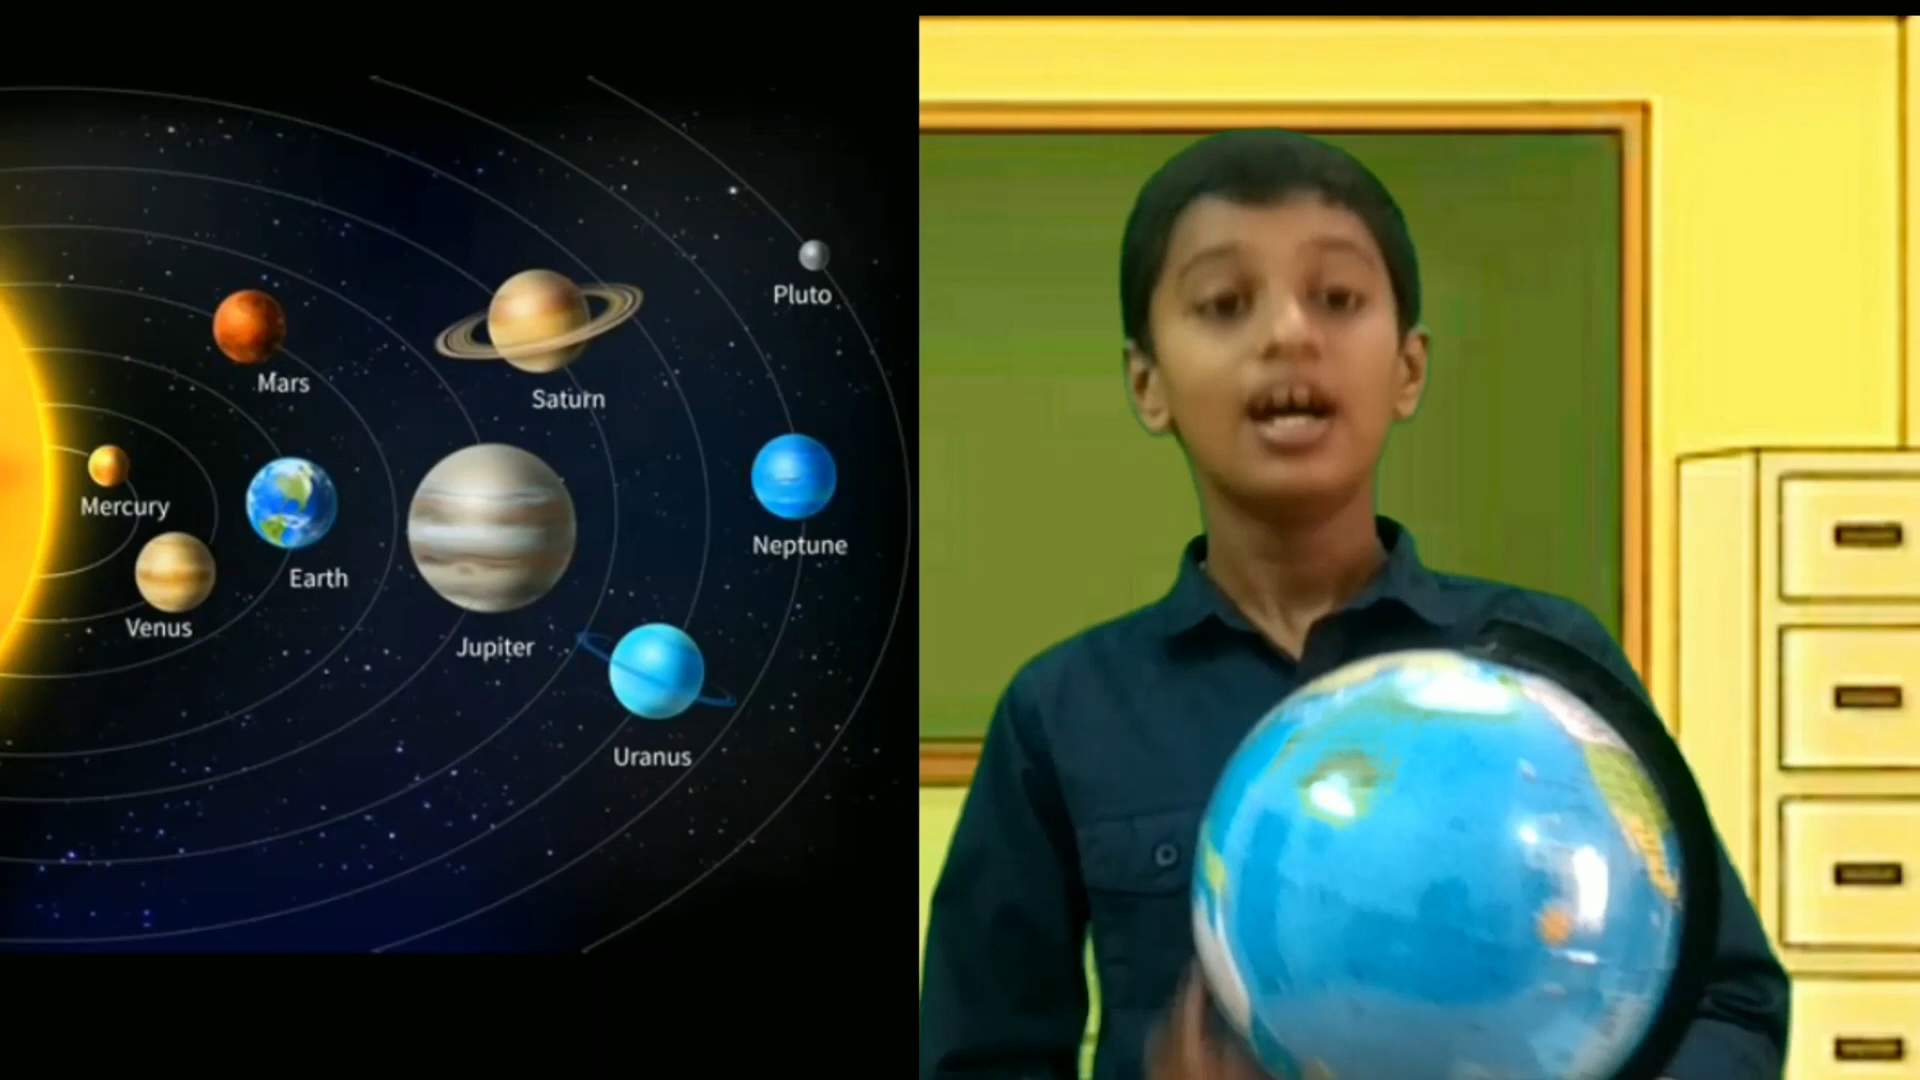 Pluto
Mars
Saturn
Mercury
Neptune
Earth
Venus
Jupiter
Uranus